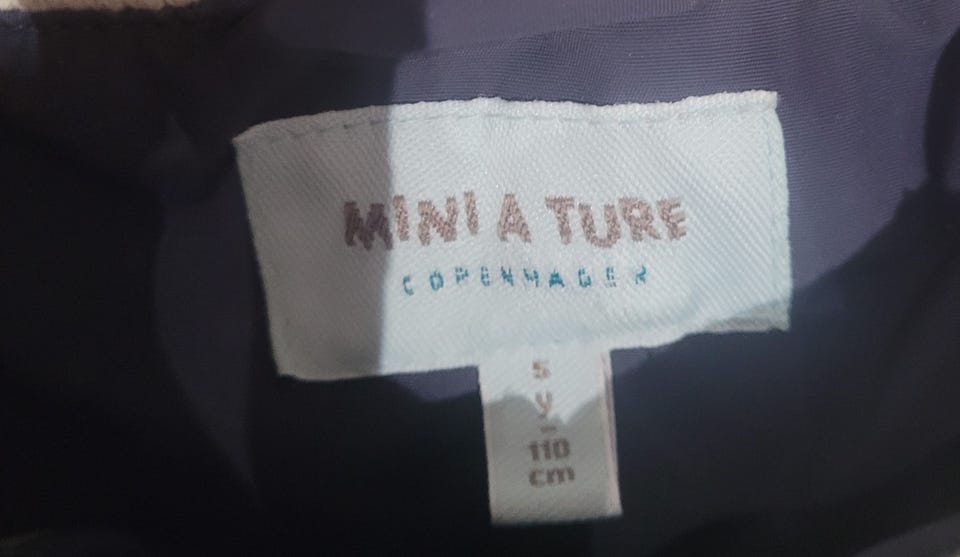 MINI A TURE
COPENHAGEN
5
y
-
110
cm